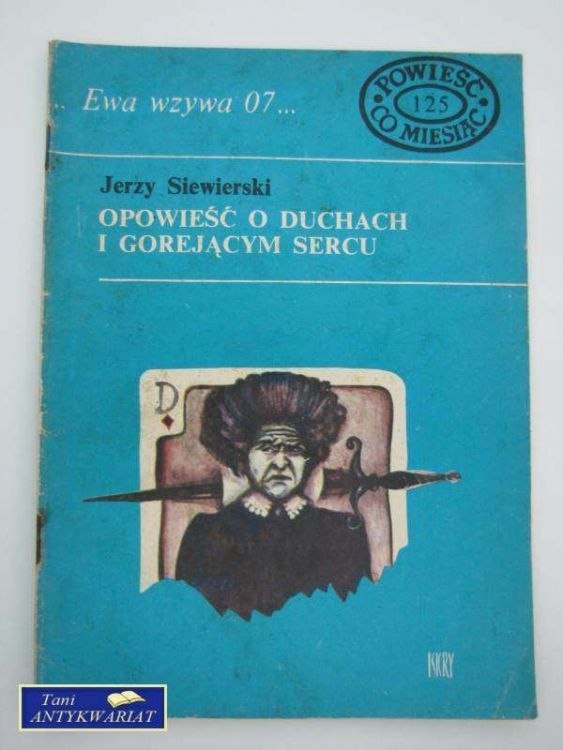 .. Ewa wzywa 07...
• POWIEŚĆ •
125
CO MIESIĄC
Jerzy Siewierski
OPOWIEŚĆ O DUCHACH
I GOREJĄCYM SERCU
D
ISKRY
Tani
ANTYKWARIAT